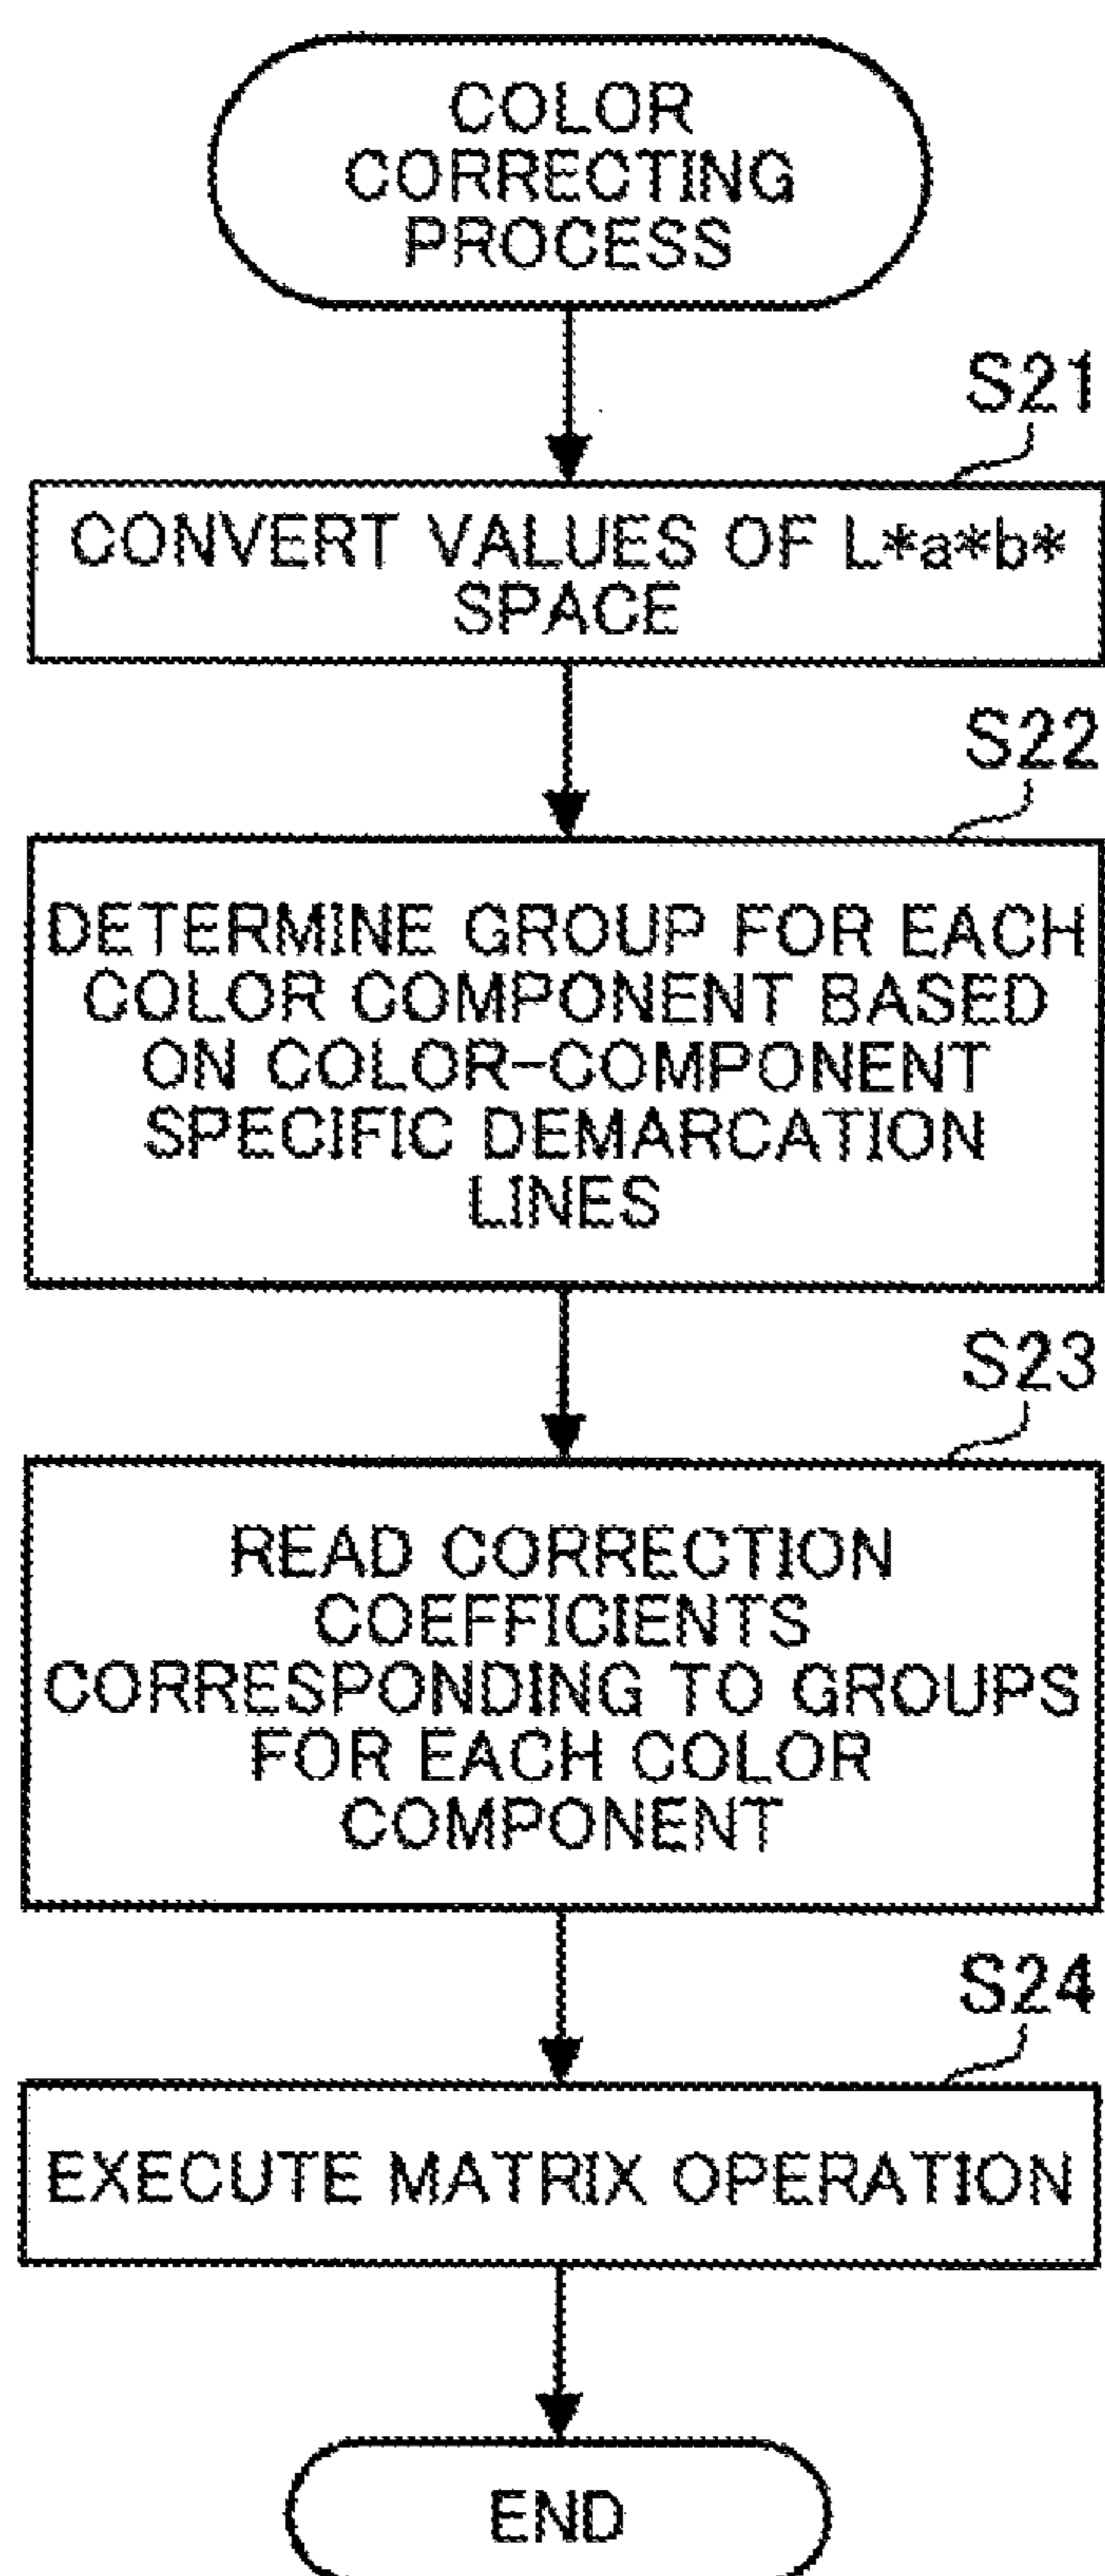 COLOR
CORRECTING
PROCESS
S21
CONVERT VALUES OF L*a*b*
SPACE
S22
DETERMINE GROUP FOR EACH
COLOR COMPONENT BASED
ON COLOR-COMPONENT
SPECIFIC DEMARCATION
LINES
S23
READ CORRECTION
COEFFICIENTS
CORRESPONDING TO GROUPS
FOR EACH COLOR
COMPONENT
S24
EXECUTE MATRIX OPERATION
END